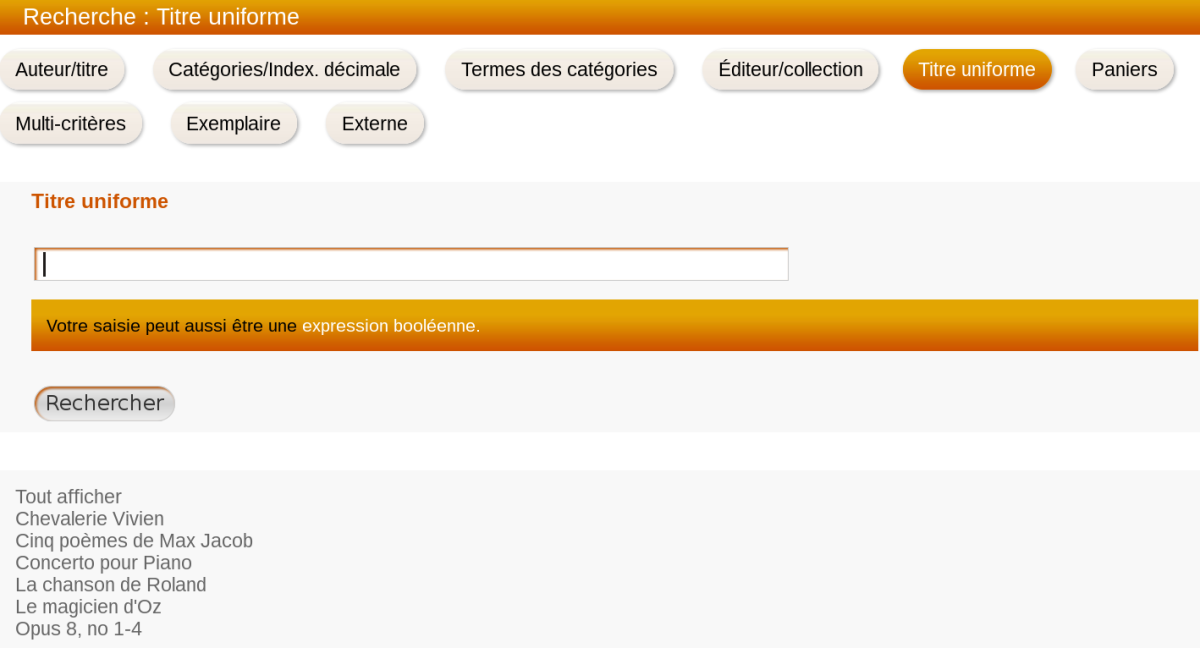 Recherche : Titre uniforme
Auteur/titre Catégories/Index. décimale Termes des catégories Éditeur/collection Titre uniforme Paniers
Multi-critères Exemplaire Externe
Titre uniforme
Votre saisie peut aussi être une expression booléenne.
Rechercher
Tout afficher
Chevalerie Vivien
Cinq poèmes de Max Jacob
Concerto pour Piano
La chanson de Roland
Le magicien d'Oz
Opus 8, no 1-4